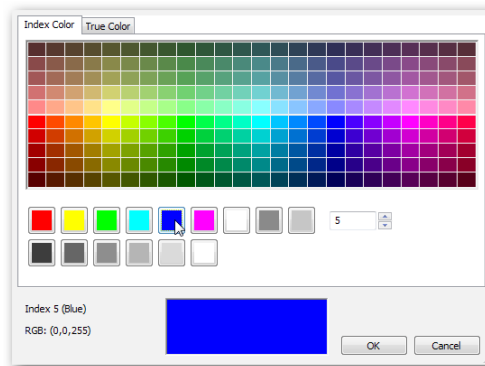 Index Color True Color
5
Index 5 (Blue)
RGB: (0,0,255)
OK Cancel